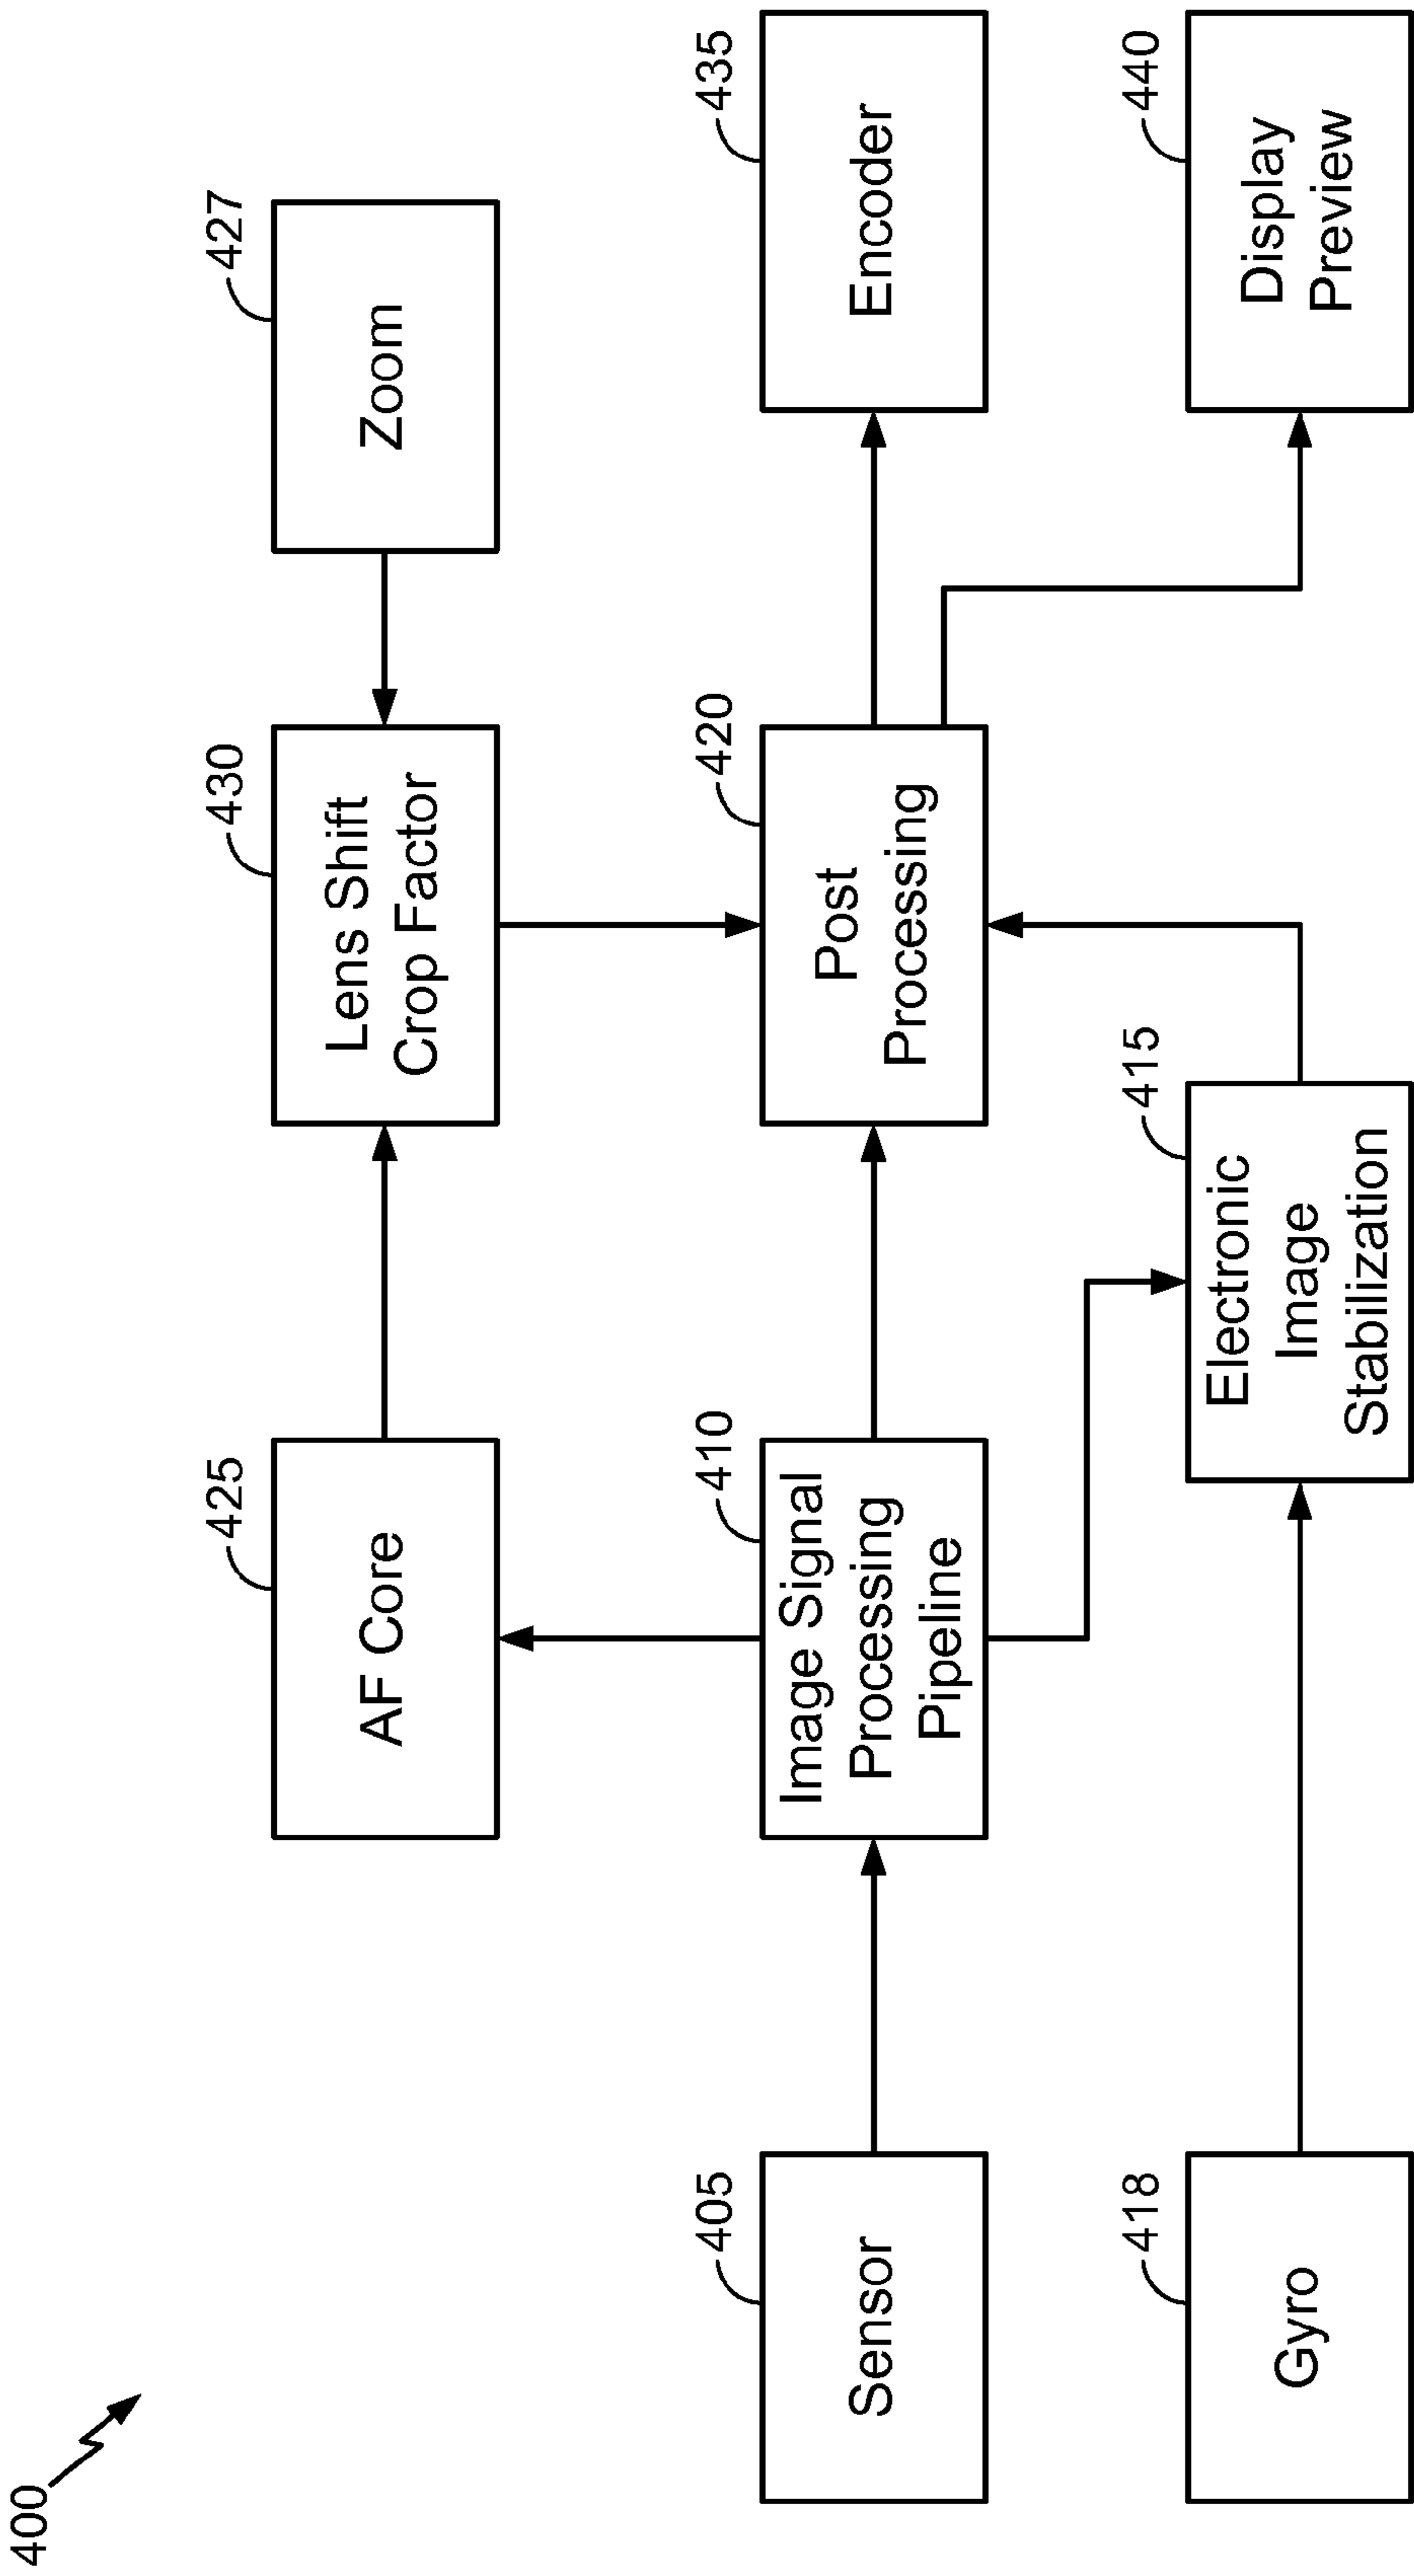 400
425
AF Core
430
Lens Shift
Crop Factor
427
Zoom
405
Sensor
410
Image Signal
Processing
Pipeline
420
Post
Processing
435
Encoder
418
Gyro
415
Electronic
Image
Stabilization
440
Display
Preview